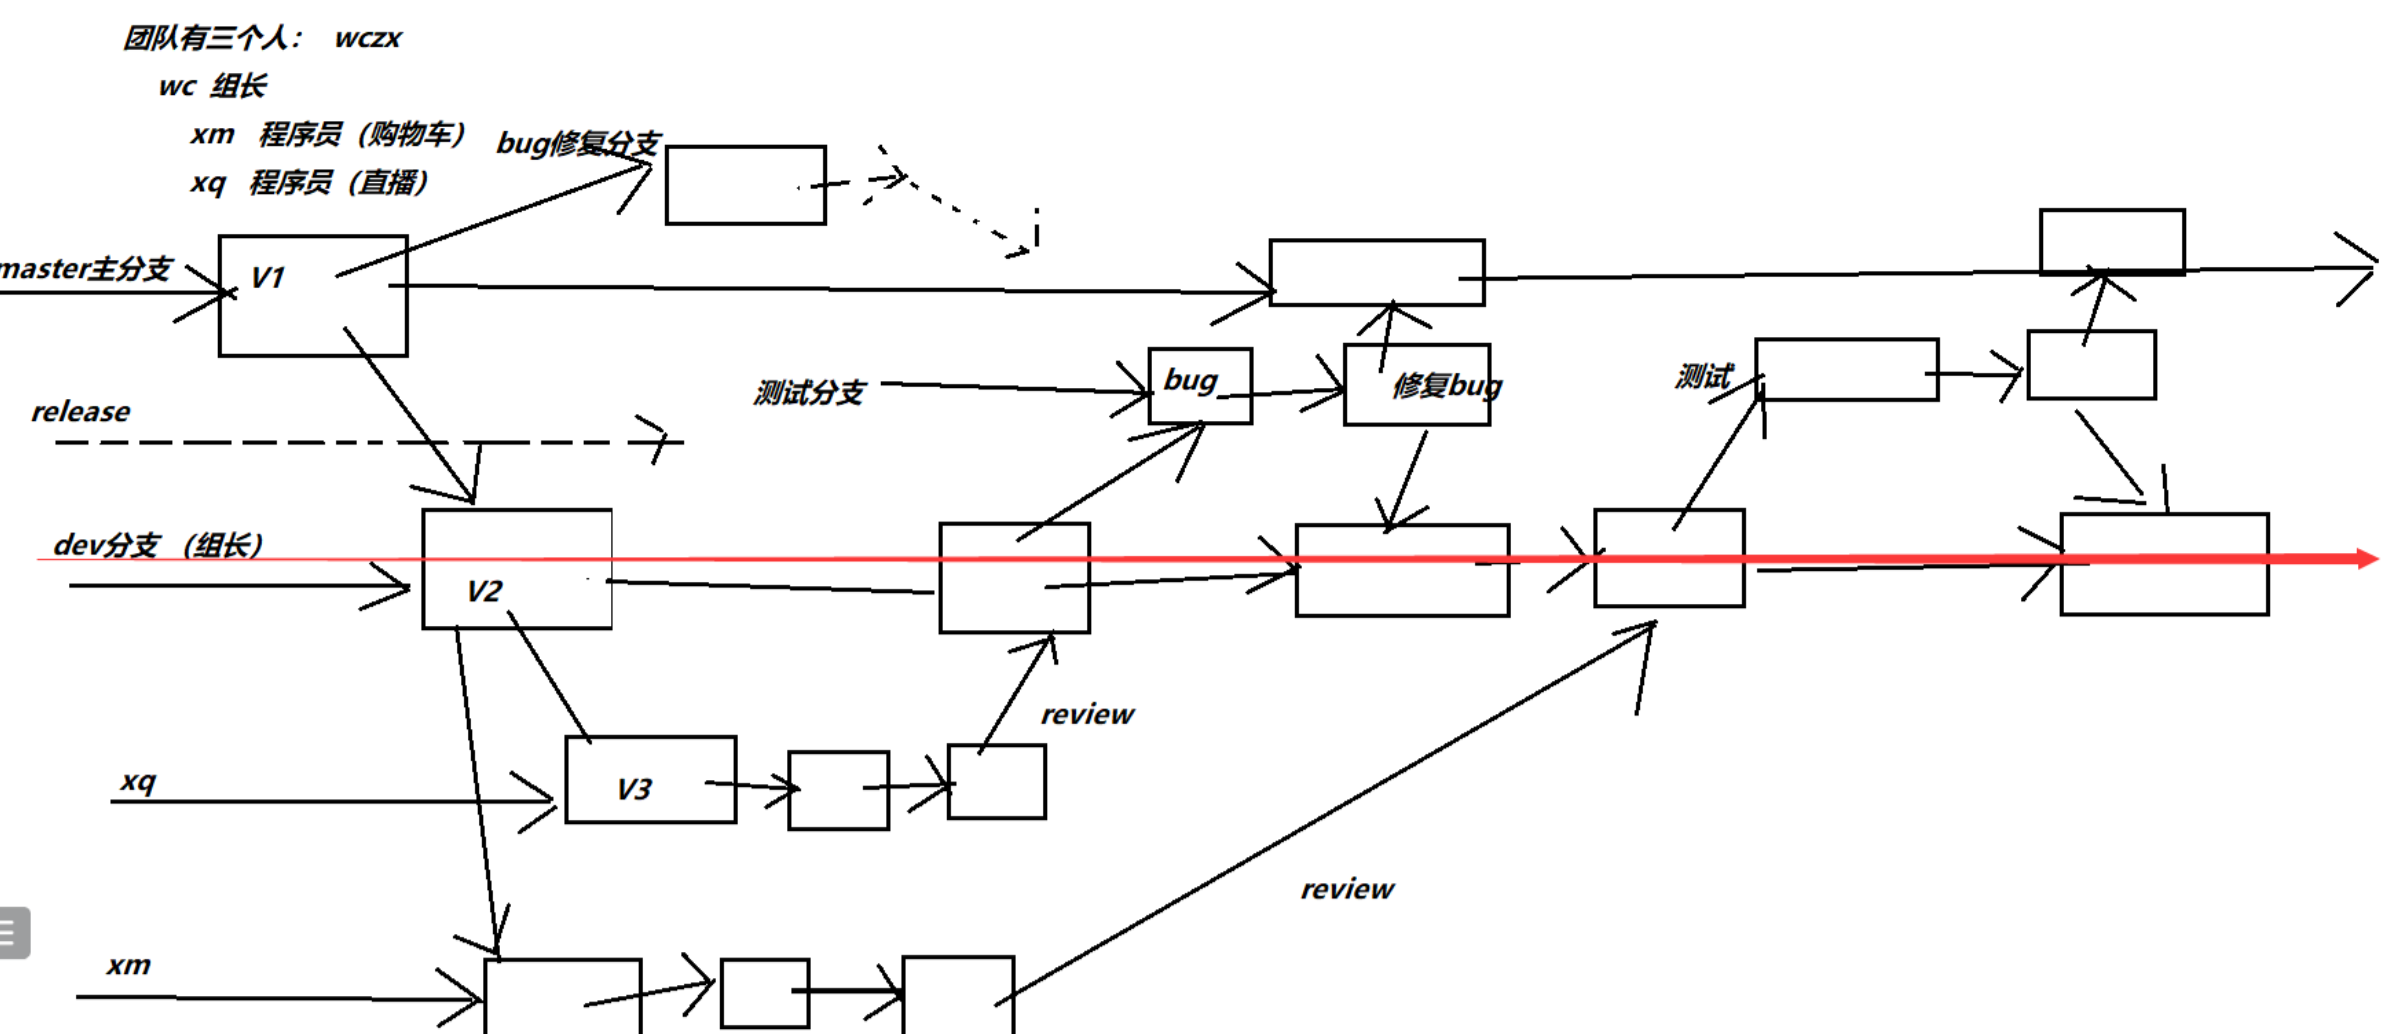 团队有三个人： wczx
wc 组长
xm 程序员（购物车）
bug修复分支
xq 程序员（直播）
master主分支
V1
测试分支
bug
修复bug
测试
release
dev分支 （组长）
V2
review
xq
V3
review
xm